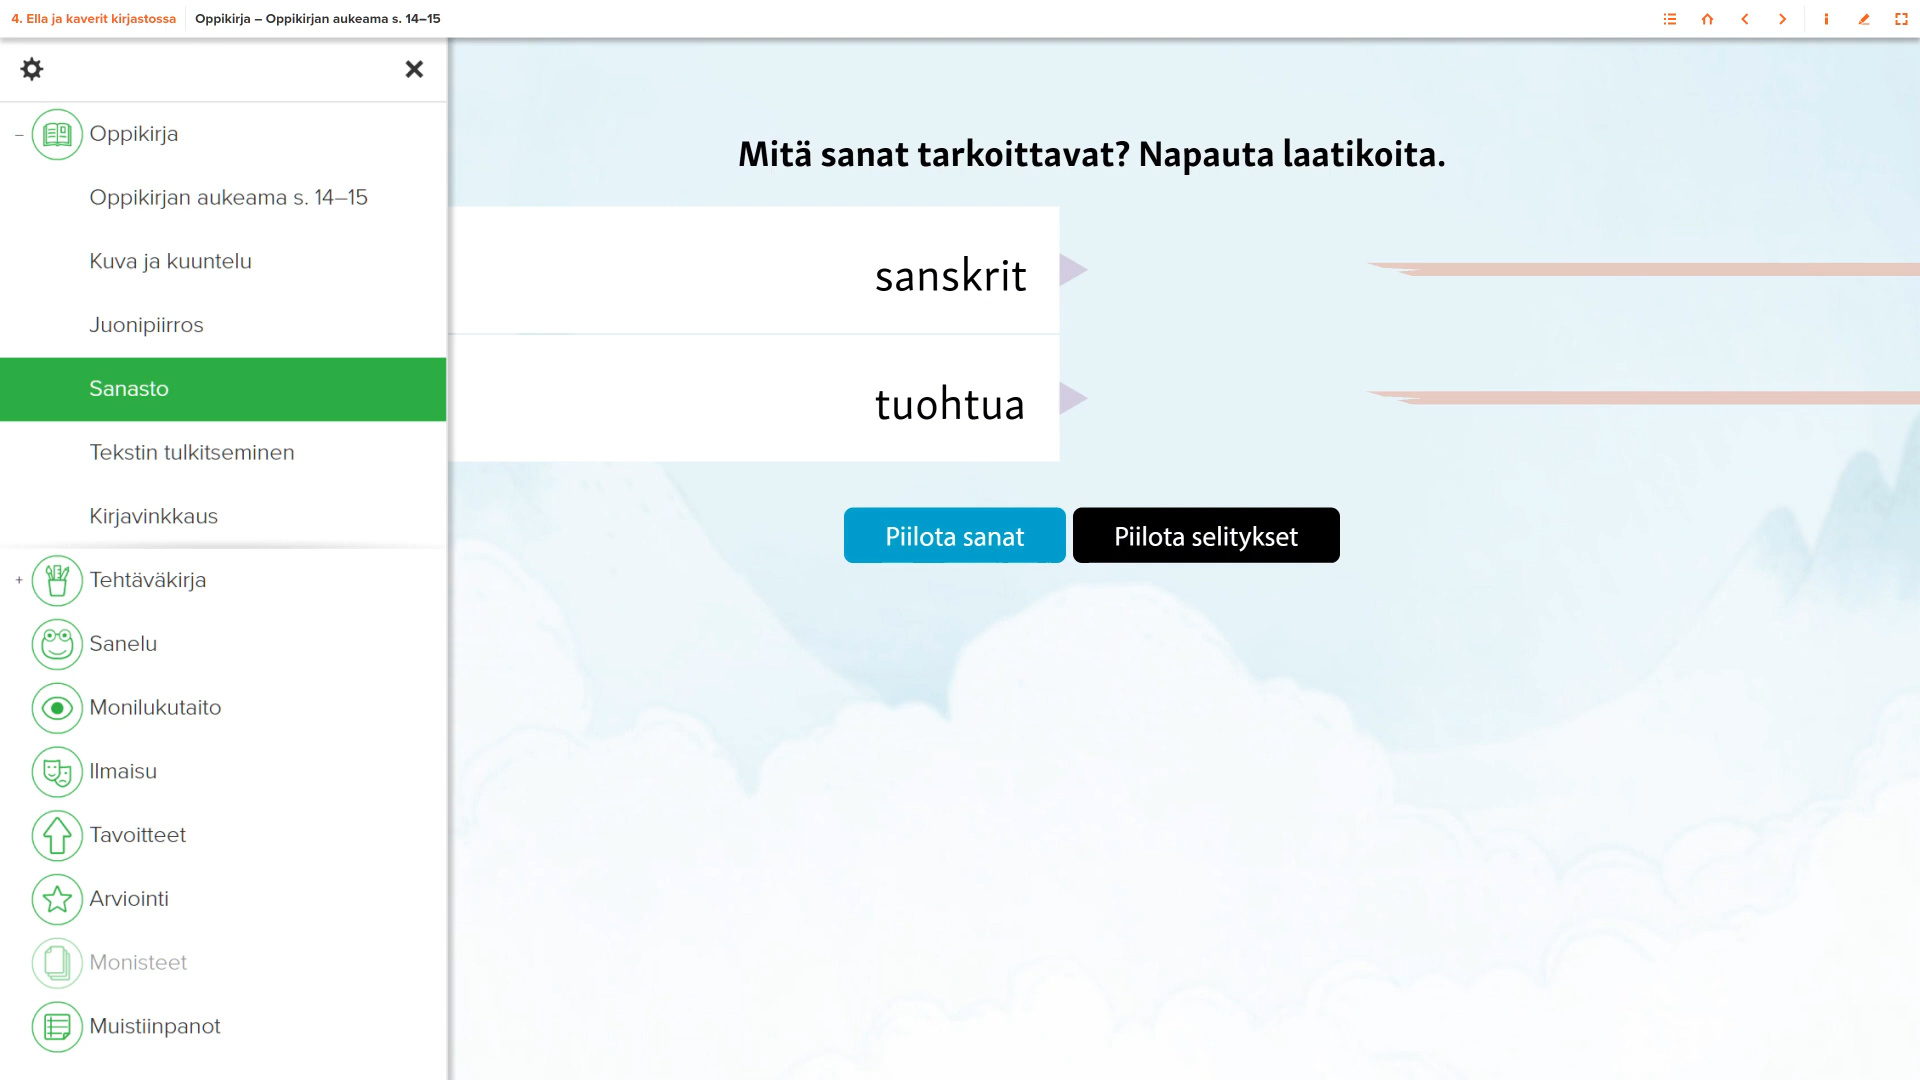 4. Ella ja kaverit kirjastossa
Oppikirja – Oppikirjan aukeama s. 14–15
Oppikirja
Oppikirjan aukeama s. 14–15
Kuva ja kuuntelu
Juonipiirros
Sanasto
Tekstin tulkitseminen
Kirjavinkkaus
Tehtäväkirja
Sanelu
Monilukutaito
Ilmaisu
Tavoitteet
Arviointi
Monisteet
Muistiinpanot
Mitä sanat tarkoittavat? Napauta laatikoita.
sanskrit
tuohtua
Piilota sanat
Piilota selitykset